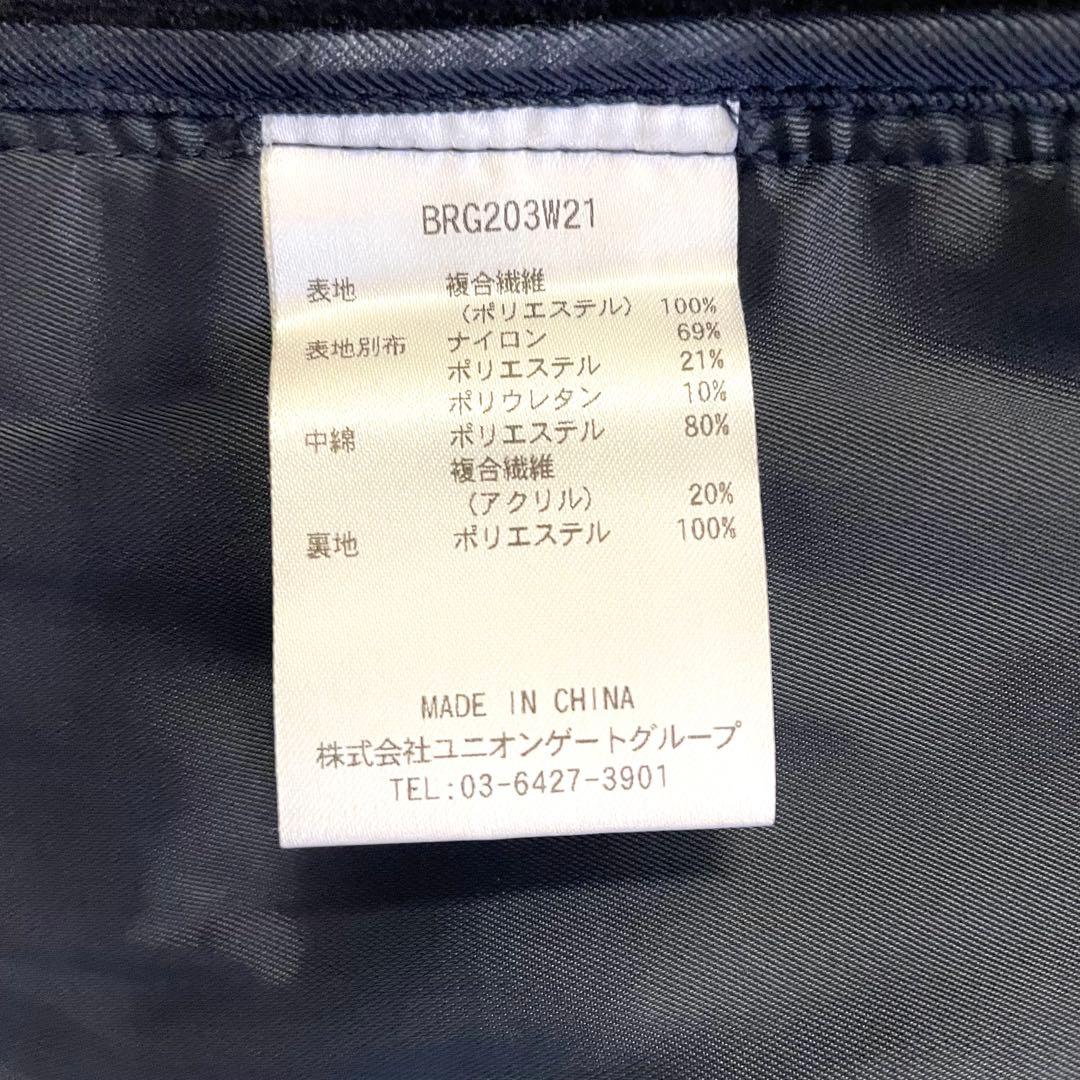 BRG203W21
表地 複合繊維
(ポリエステル) 100%
表地別布 ナイロン 69%
ポリエステル 21%
ポリウレタン 10%
中綿 ポリエステル 80%
複合繊維
(アクリル) 20%
裏地 ポリエステル 100%
MADE IN CHINA
株式会社ユニオンゲートグループ
TEL:03-6427-3901